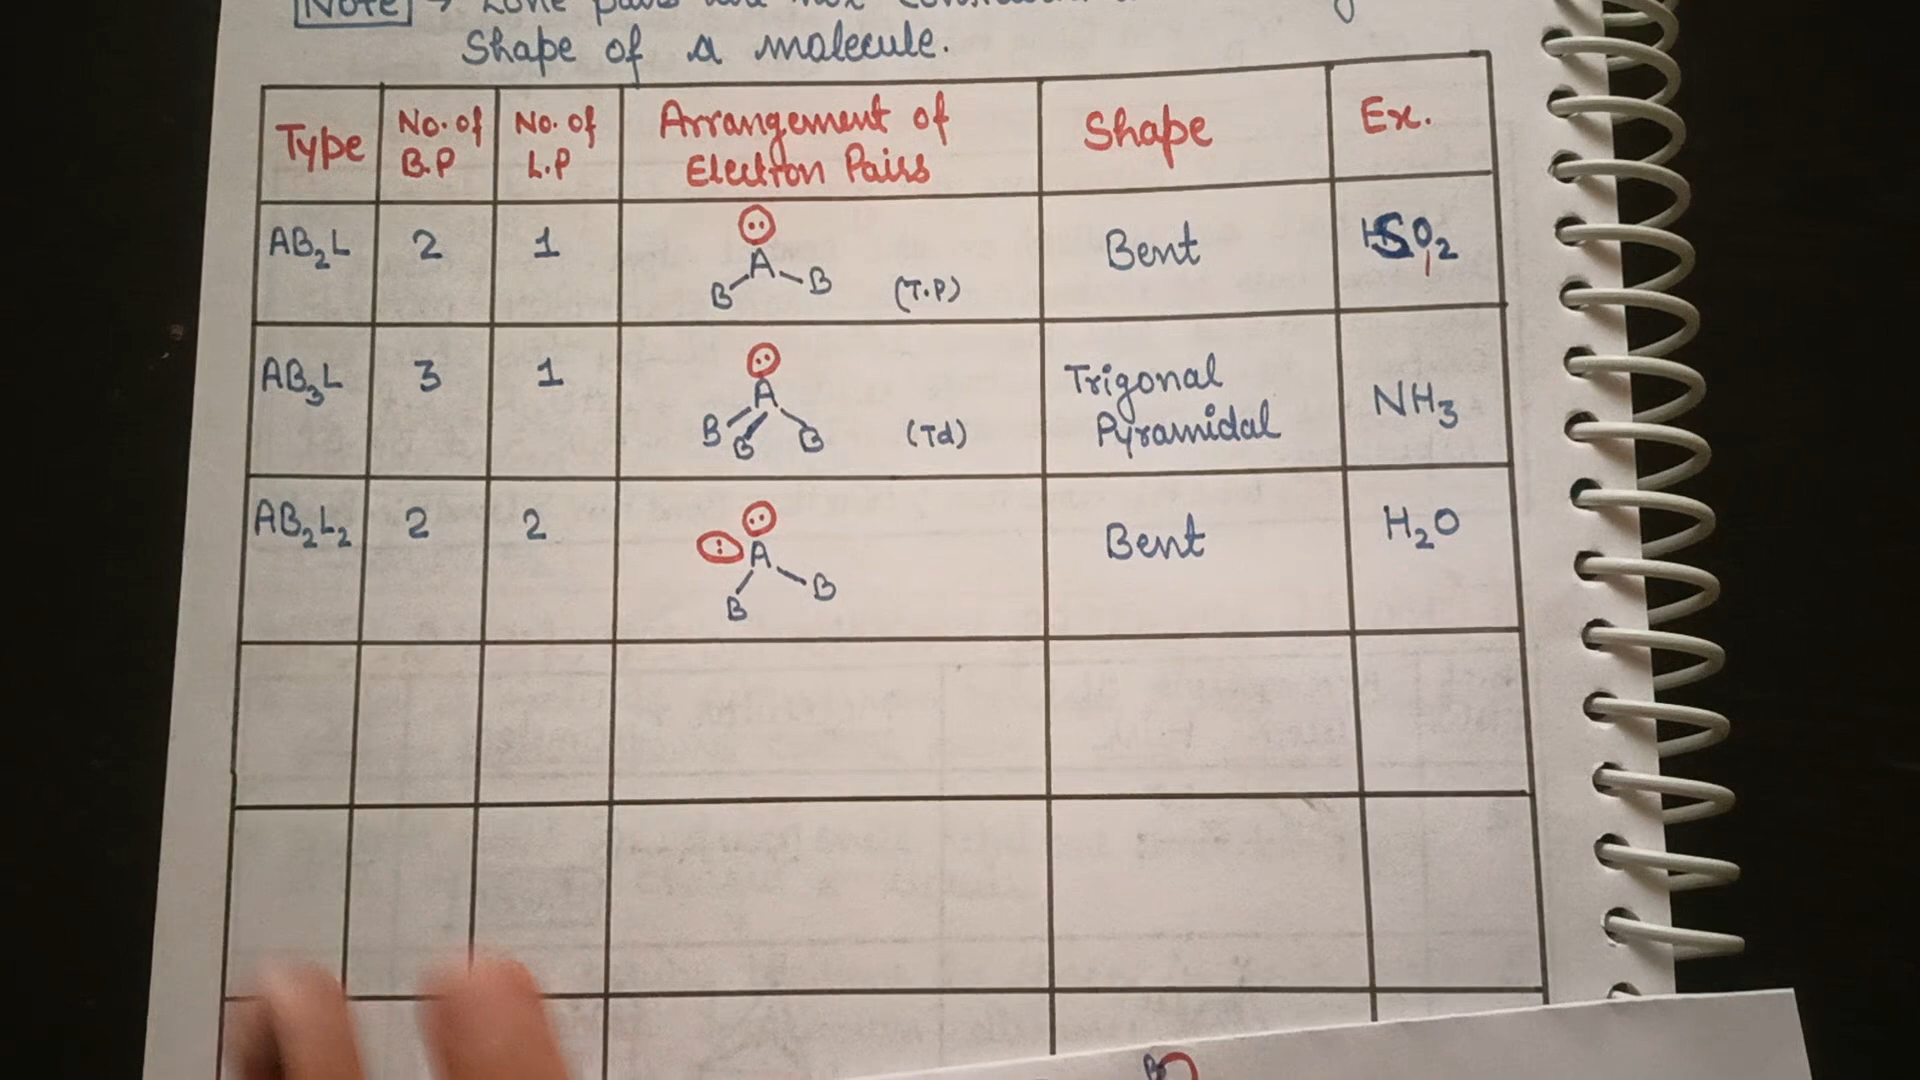 Note →
Shape of a molecule.
Type
No. of B.P
No. of L.P
Arrangement of Electron Pairs
Shape
Ex.
AB₂L 2 1
A
B B (T.P)
Bent
SO₂
AB₃L 3 1
A
B B B (Td)
Trigonal
Pyramidal
NH₃
AB₂L₂ 2 2
A
B B
Bent
H₂O